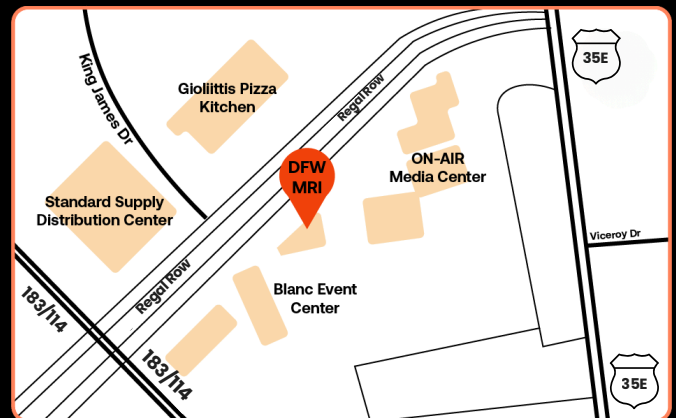 35E
King James Dr
Gioliittis Pizza
Kitchen
Regal Row
DFW
MRI
ON-AIR
Media Center
Standard Supply
Distribution Center
Viceroy Dr
Regal Row
Blanc Event
Center
183/114
183/114
35E